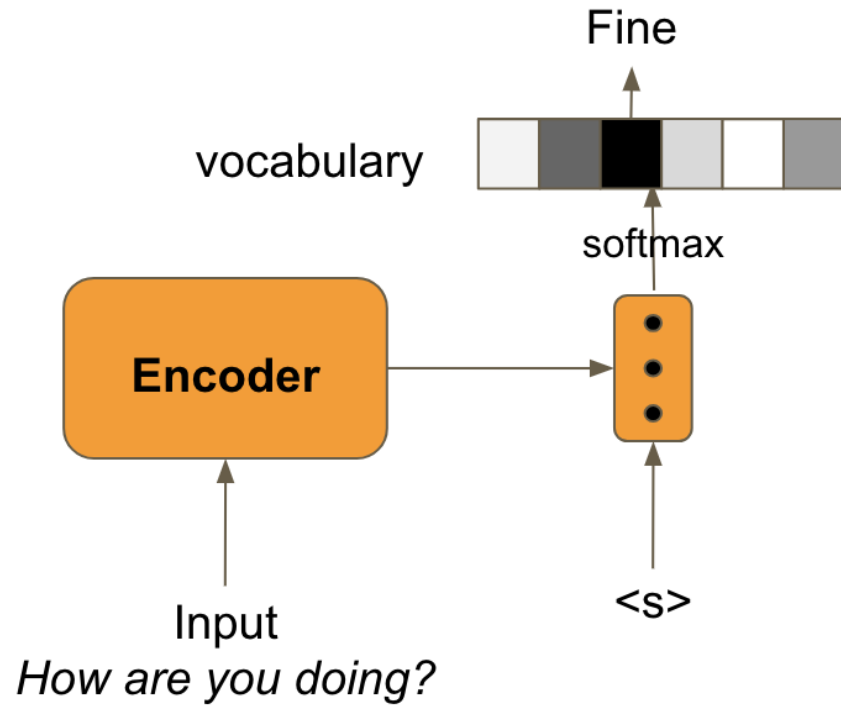 Fine
vocabulary
softmax
Encoder
<s>
Input
How are you doing?